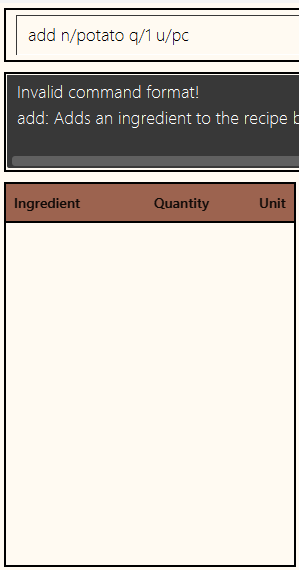 add n/potato q/1 u/pc
Invalid command format!
add: Adds an ingredient to the recipe
Ingredient Quantity Unit